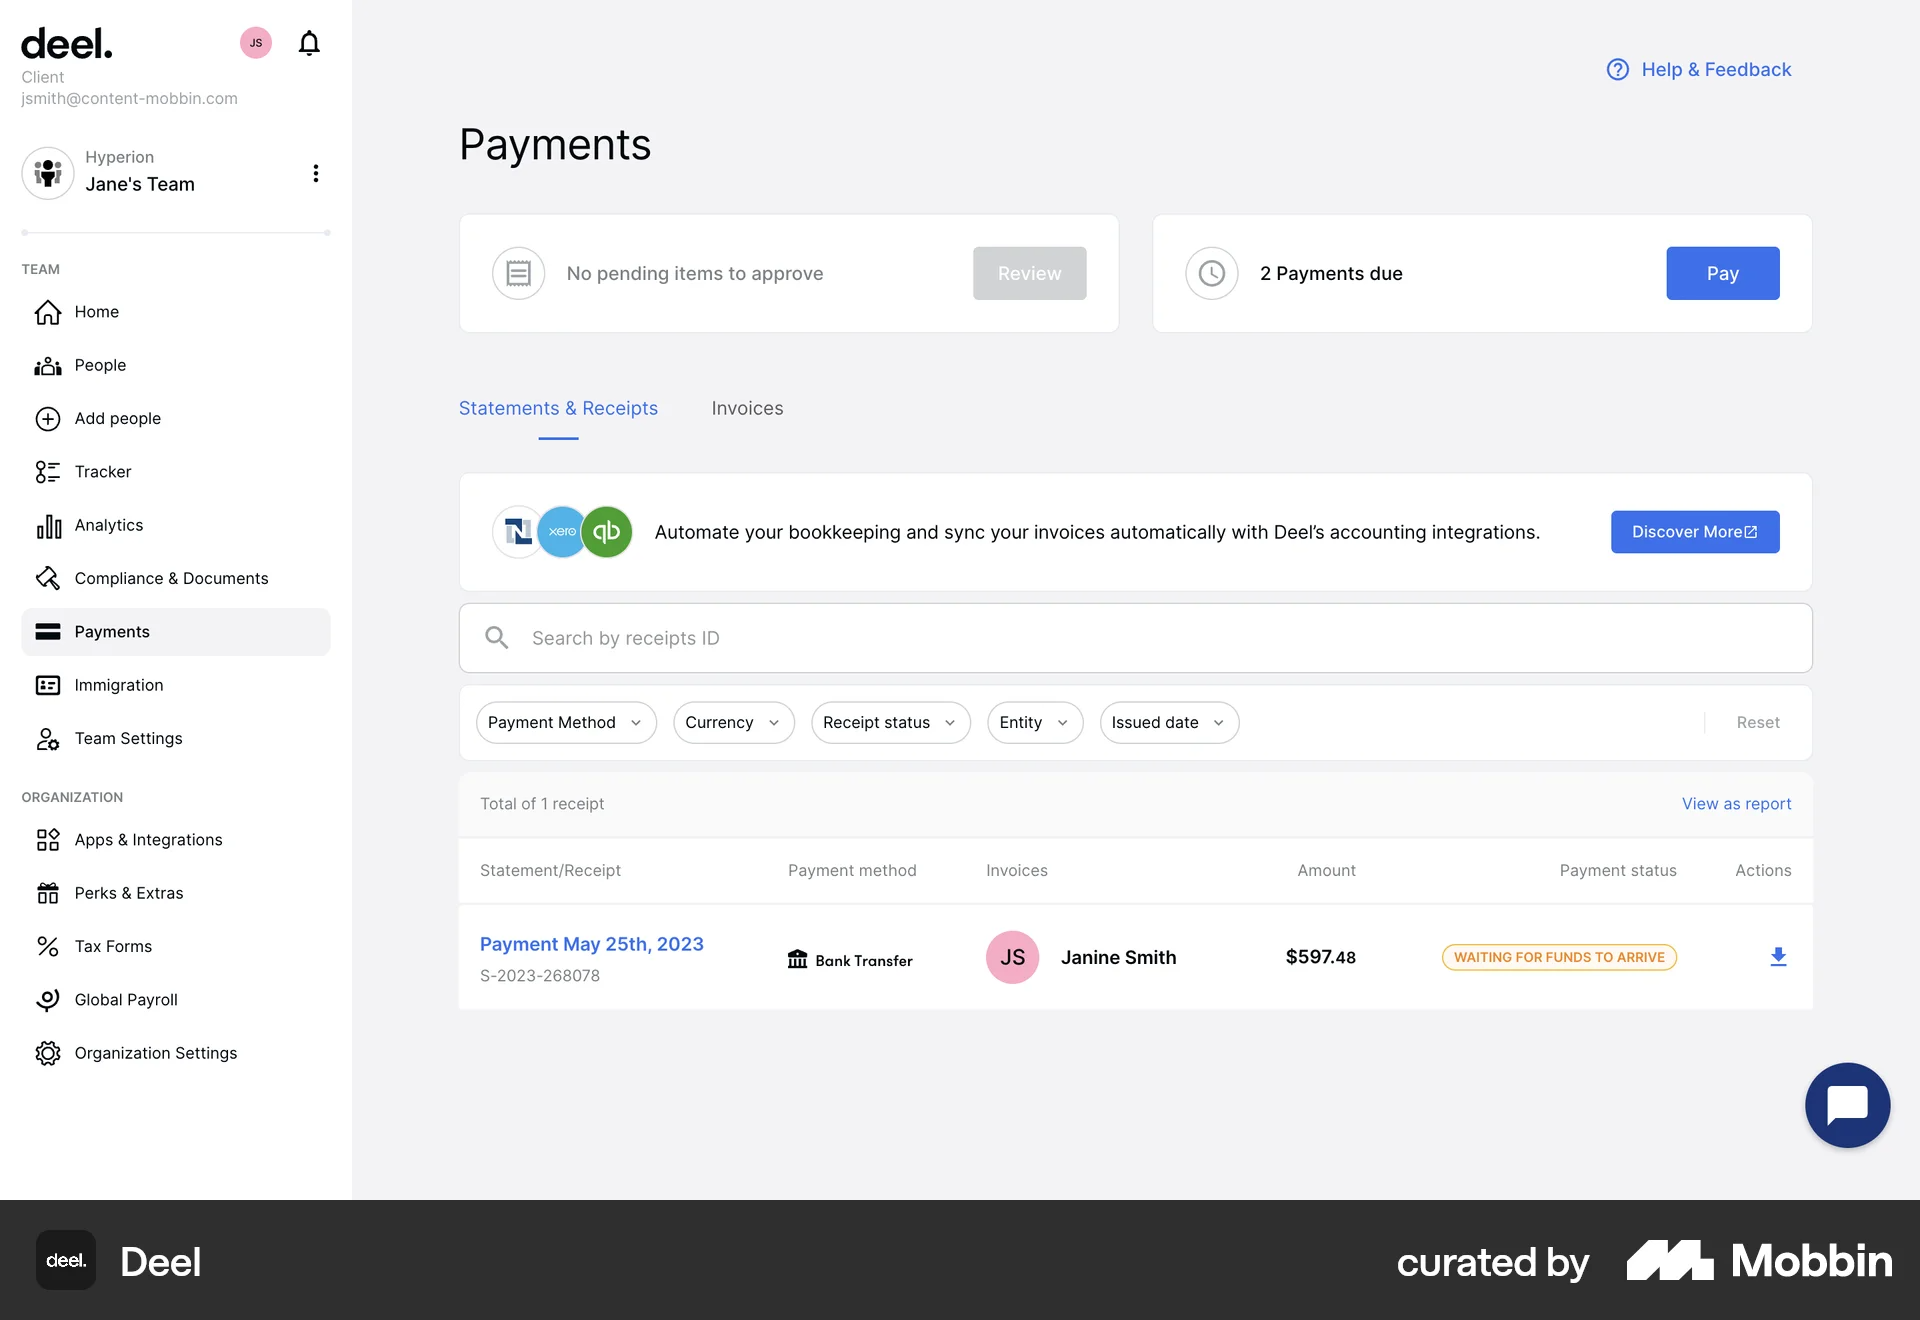 deel.
JS
Client
jsmith@content-mobbin.com
Hyperion
Jane's Team
TEAM
Home
People
Add people
Tracker
Analytics
Compliance & Documents
Payments
Immigration
Team Settings
ORGANIZATION
Apps & Integrations
Perks & Extras
Tax Forms
Global Payroll
Organization Settings
Help & Feedback
Payments
No pending items to approve
Review
2 Payments due
Pay
Statements & Receipts
Invoices
N
xero
qb
Automate your bookkeeping and sync your invoices automatically with Deel’s accounting integrations.
Discover More
Search by receipts ID
Payment Method
Currency
Receipt status
Entity
Issued date
Reset
Total of 1 receipt
View as report
Statement/Receipt
Payment method
Invoices
Amount
Payment status
Actions
Payment May 25th, 2023
S-2023-268078
Bank Transfer
JS
Janine Smith
$597.48
WAITING FOR FUNDS TO ARRIVE
deel.
Deel
curated by
Mobbin